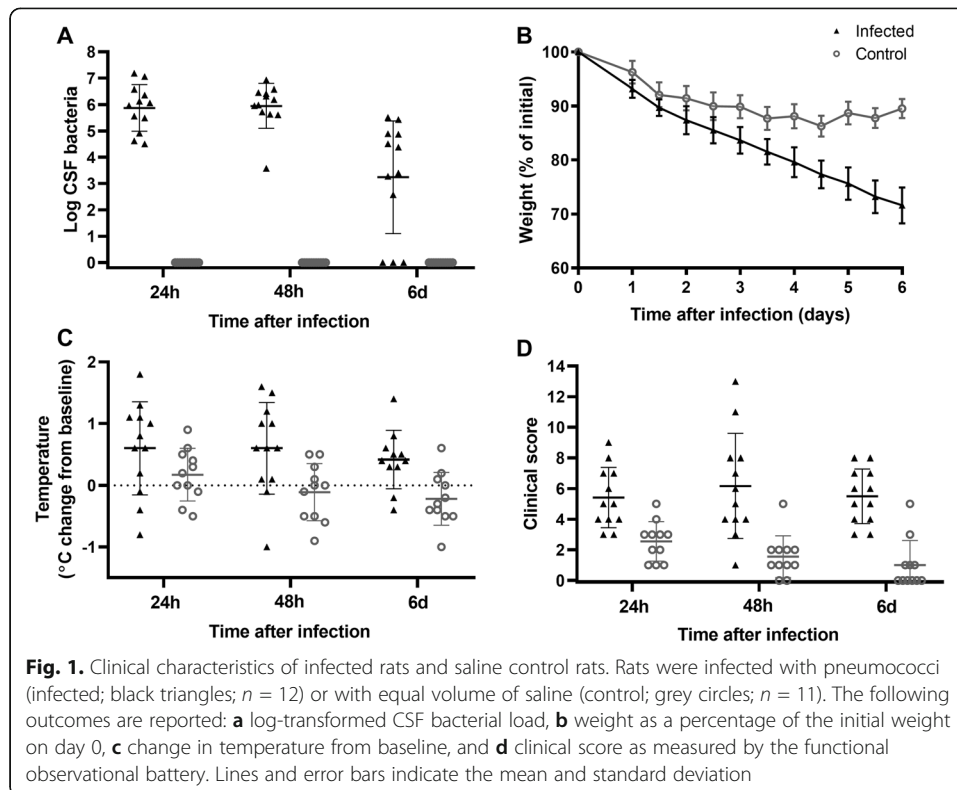 A
Log CSF bacteria
8
7
6
5
4
3
2
1
0
24h 48h 6d
Time after infection
B
Infected
Control
Weight (% of initial)
100
90
80
70
60
0 1 2 3 4 5 6
Time after infection (days)
C
Temperature
(°C change from baseline)
2
1
0
-1
24h 48h 6d
Time after infection
D
Clinical score
14
12
10
8
6
4
2
0
24h 48h 6d
Time after infection
Fig. 1. Clinical characteristics of infected rats and saline control rats. Rats were infected with pneumococci
(infected; black triangles; n = 12) or with equal volume of saline (control; grey circles; n = 11). The following
outcomes are reported: a log-transformed CSF bacterial load, b weight as a percentage of the initial weight
on day 0, c change in temperature from baseline, and d clinical score as measured by the functional
observational battery. Lines and error bars indicate the mean and standard deviation